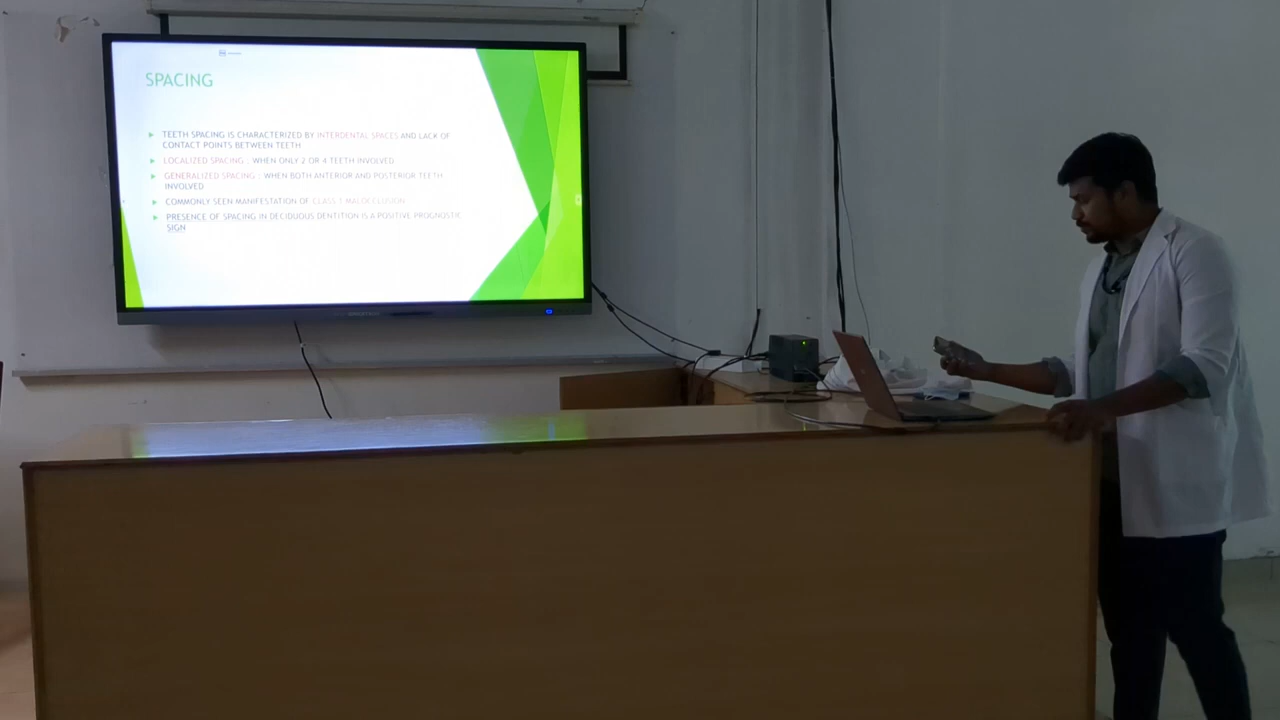 SPACING
TEETH SPACING IS CHARACTERIZED BY INTERDENTAL SPACES AND LACK OF
CONTACT POINTS BETWEEN TEETH
LOCALIZED SPACING : WHEN ONLY 2 OR 4 TEETH INVOLVED
GENERALIZED SPACING : WHEN BOTH ANTERIOR AND POSTERIOR TEETH
INVOLVED
COMMONLY SEEN MANIFESTATION OF CLASS 1 MALOCCLUSION
PRESENCE OF SPACING IN DECIDUOUS DENTITION IS A POSITIVE PROGNOSTIC
SIGN